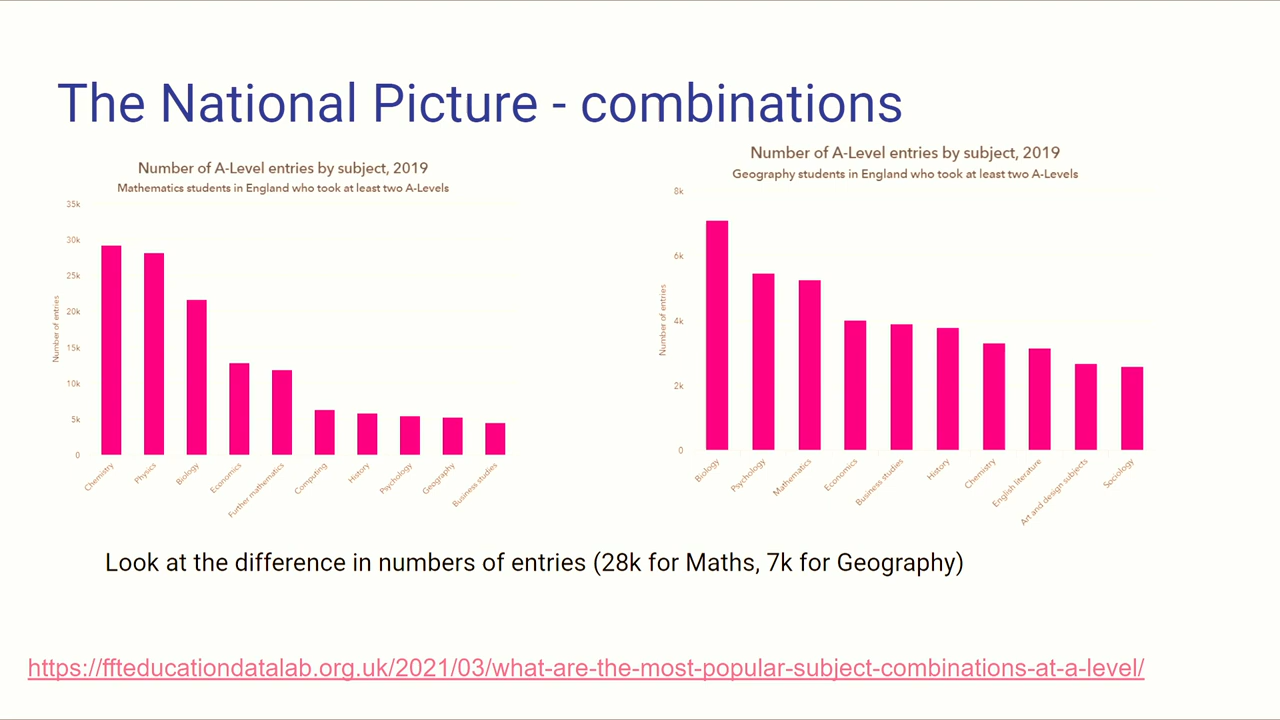 The National Picture - combinations
Number of A-Level entries by subject, 2019
Mathematics students in England who took at least two A-Levels
35k
30k
25k
20k
15k
10k
5k
0
Number of entries
Chemistry
Physics
Biology
Economics
Further mathematics
Computing
History
Psychology
Geography
Business studies
Number of A-Level entries by subject, 2019
Geography students in England who took at least two A-Levels
8k
6k
4k
2k
0
Number of entries
Biology
Psychology
Mathematics
Economics
Business studies
History
Chemistry
English literature
Art and design subjects
Sociology
Look at the difference in numbers of entries (28k for Maths, 7k for Geography)
https://ffteducationdatalab.org.uk/2021/03/what-are-the-most-popular-subject-combinations-at-a-level/